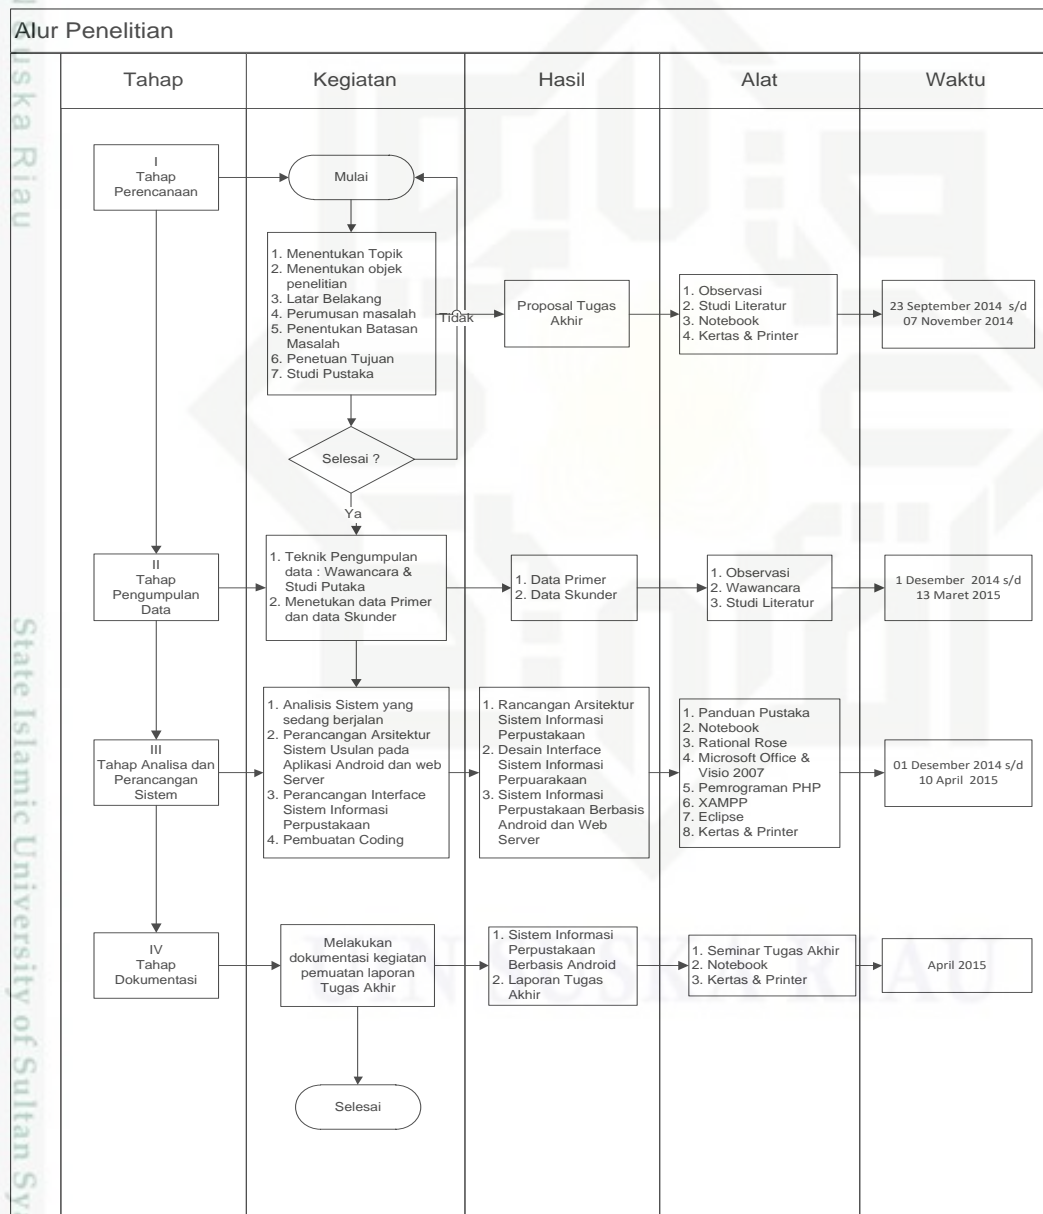 Alur Penelitian
Tahap
Kegiatan
Hasil
Alat
Waktu
I
Tahap
Perencanaan
Mulai
1. Menentukan Topik
2. Menentukan objek
penelitian
3. Latar Belakang
4. Perumusan masalah
5. Penentukan Batasan
Masalah
6. Penetuan Tujuan
7. Studi Pustaka
Tidak
Proposal Tugas
Akhir
1. Observasi
2. Studi Literatur
3. Notebook
4. Kertas & Printer
23 September 2014 s/d
07 November 2014
Selesai ?
Ya
II
Tahap
Pengumpulan
Data
1. Teknik Pengumpulan
data : Wawancara &
Studi Putaka
2. Menetukan data Primer
dan data Skunder
1. Data Primer
2. Data Skunder
1. Observasi
2. Wawancara
3. Studi Literatur
1 Desember 2014 s/d
13 Maret 2015
III
Tahap Analisa dan
Perancangan
Sistem
1. Analisis Sistem yang
sedang berjalan
2. Perancangan Arsitektur
Sistem Usulan pada
Aplikasi Android dan web
Server
3. Perancangan Interface
Sistem Informasi
Perpustakaan
4. Pembuatan Coding
1. Rancangan Arsitektur
Sistem Informasi
Perpustakaan
2. Desain Interface
Sistem Informasi
Perpuarakaan
3. Sistem Informasi
Perpustakaan Berbasis
Android dan Web
Server
1. Panduan Pustaka
2. Notebook
3. Rational Rose
4. Microsoft Office &
Visio 2007
5. Pemrograman PHP
6. XAMPP
7. Eclipse
8. Kertas & Printer
01 Desember 2014 s/d
10 April 2015
IV
Tahap
Dokumentasi
Melakukan
dokumentasi kegiatan
pemuatan laporan
Tugas Akhir
1. Sistem Informasi
Perpustakaan
Berbasis Android
2. Laporan Tugas
Akhir
1. Seminar Tugas Akhir
2. Notebook
3. Kertas & Printer
April 2015
Selesai
uska Riau
State Islamic University of Sultan Sy
UIN SUSKA RIAU